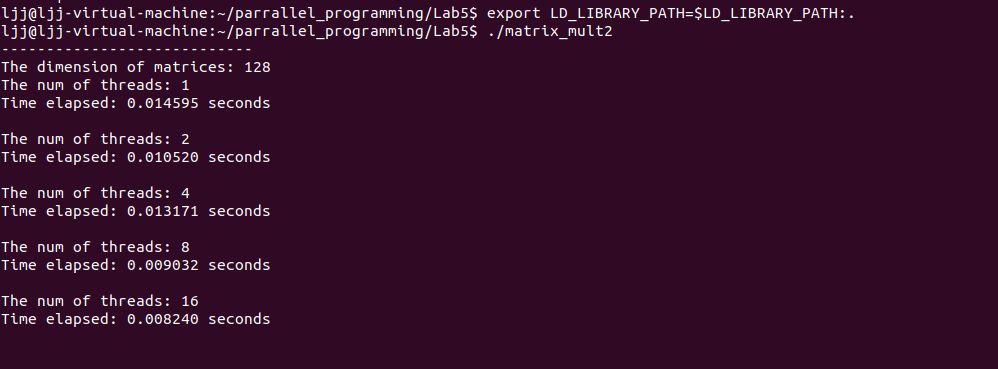 ljj@ljj-virtual-machine:~/parrallel_programming/Lab5$ export LD_LIBRARY_PATH=$LD_LIBRARY_PATH:.
ljj@ljj-virtual-machine:~/parrallel_programming/Lab5$ ./matrix_mult2
----------------------------
The dimension of matrices: 128
The num of threads: 1
Time elapsed: 0.014595 seconds
The num of threads: 2
Time elapsed: 0.010520 seconds
The num of threads: 4
Time elapsed: 0.013171 seconds
The num of threads: 8
Time elapsed: 0.009032 seconds
The num of threads: 16
Time elapsed: 0.008240 seconds